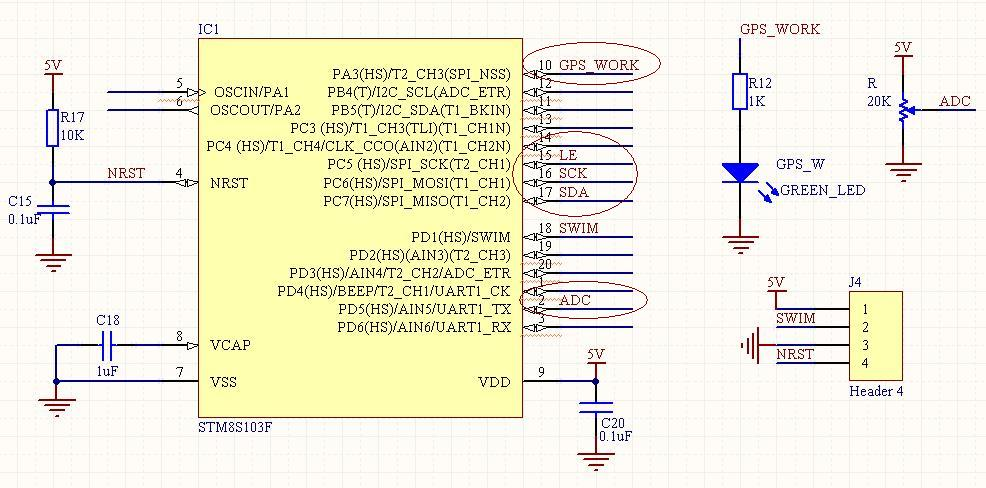 IC1
5V
R17
10K
NRST
C15
0.1uF
C18
1uF
5
6
4
8
7
OSCIN/PA1
OSCOUT/PA2
NRST
VCAP
VSS
PA3(HS)/T2_CH3(SPI_NSS)
PB4(T)/I2C_SCL(ADC_ETR)
PB5(T)/I2C_SDA(T1_BKIN)
PC3 (HS)/T1_CH3(TLI)(T1_CH1N)
PC4 (HS)/T1_CH4/CLK_CCO(AIN2)(T1_CH2N)
PC5 (HS)/SPI_SCK(T2_CH1)
PC6(HS)/SPI_MOSI(T1_CH1)
PC7(HS)/SPI_MISO(T1_CH2)
PD1(HS)/SWIM
PD2(HS)(AIN3)(T2_CH3)
PD3(HS)/AIN4/T2_CH2/ADC_ETR
PD4(HS)/BEEP/T2_CH1/UART1_CK
PD5(HS)/AIN5/UART1_TX
PD6(HS)/AIN6/UART1_RX
VDD
STM8S103F
10 GPS_WORK
12
11
13
14
15 LE
16 SCK
17 SDA
18 SWIM
19
20
1
2 ADC
3
9
5V
C20
0.1uF
GPS_WORK
R12
1K
GPS_W
GREEN_LED
5V
R
20K
ADC
J4
5V
SWIM
NRST
1
2
3
4
Header 4